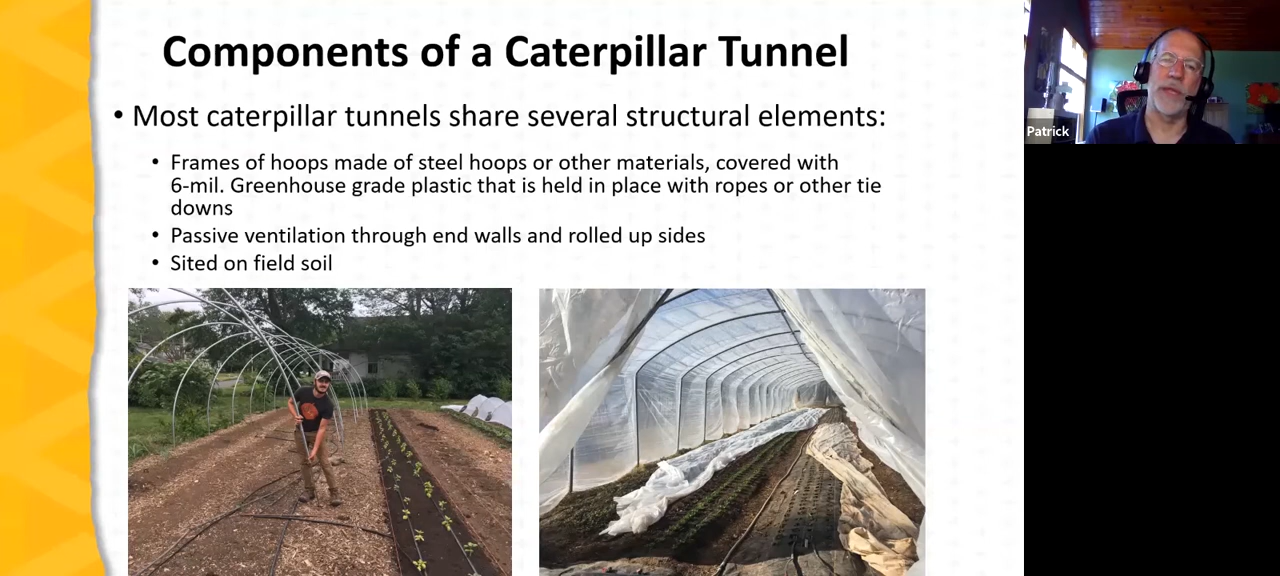 Components of a Caterpillar Tunnel
• Most caterpillar tunnels share several structural elements:
• Frames of hoops made of steel hoops or other materials, covered with
6-mil. Greenhouse grade plastic that is held in place with ropes or other tie
downs
• Passive ventilation through end walls and rolled up sides
• Sited on field soil
Patrick